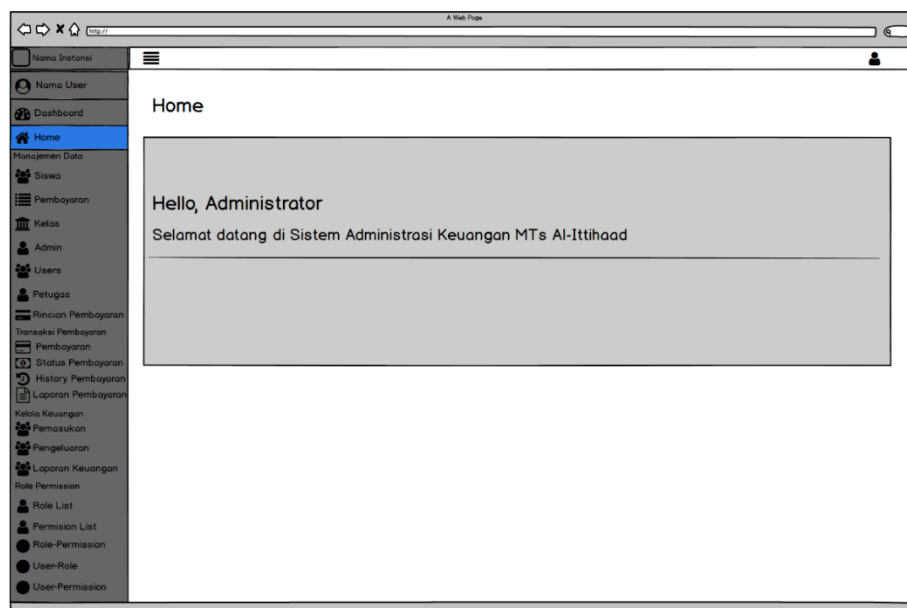 A Web Page
http://
Nama Instansi
Nama User
Dashboard
Home
Manajemen Data
Siswa
Pembayaran
Kelas
Admin
Users
Petugas
Rincian Pembayaran
Transaksi Pembayaran
Pembayaran
Status Pembayaran
History Pembayaran
Laporan Pembayaran
Kelola Keuangan
Pemasukan
Pengeluaran
Laporan Keuangan
Role Permission
Role List
Permision List
Role-Permission
User-Role
User-Permission
Home
Hello, Administrator
Selamat datang di Sistem Administrasi Keuangan MTs Al-Ittihaad